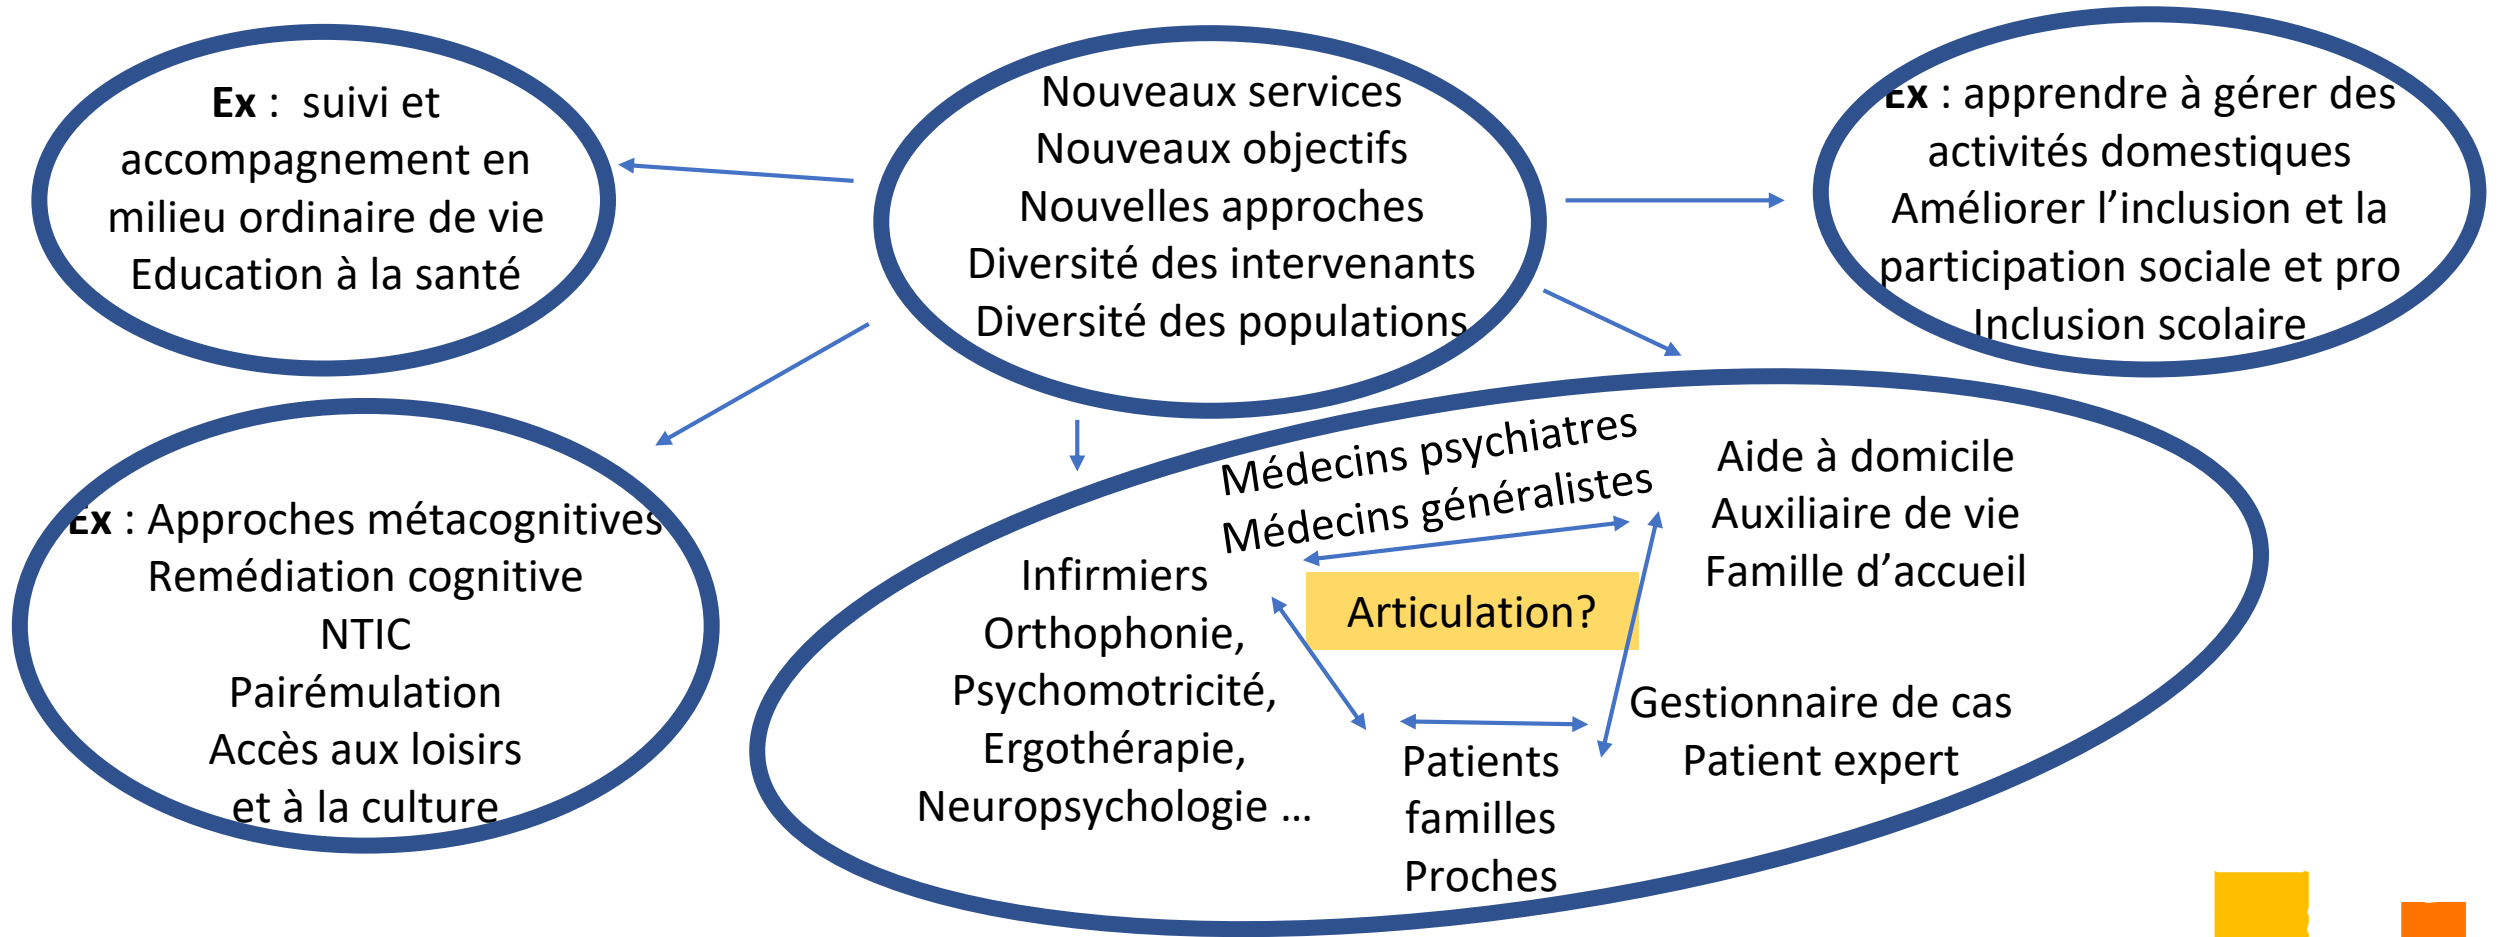 Ex :  suivi et
accompagnement en
milieu ordinaire de vie
Education à la santé
Nouveaux services
Nouveaux objectifs
Nouvelles approches
Diversité des intervenants
Diversité des populations
Ex : apprendre à gérer des
activités domestiques
Améliorer l’inclusion et la
participation sociale et pro
Inclusion scolaire
Ex : Approches métacognitives
Remédiation cognitive
NTIC
Pairémulation
Accès aux loisirs
et à la culture
Médecins psychiatres
Médecins généralistes
Aide à domicile
Auxiliaire de vie
Famille d’accueil
Infirmiers
Orthophonie,
Psychomotricité,
Ergothérapie,
Neuropsychologie ...
Articulation?
Gestionnaire de cas
Patient expert
Patients
familles
Proches